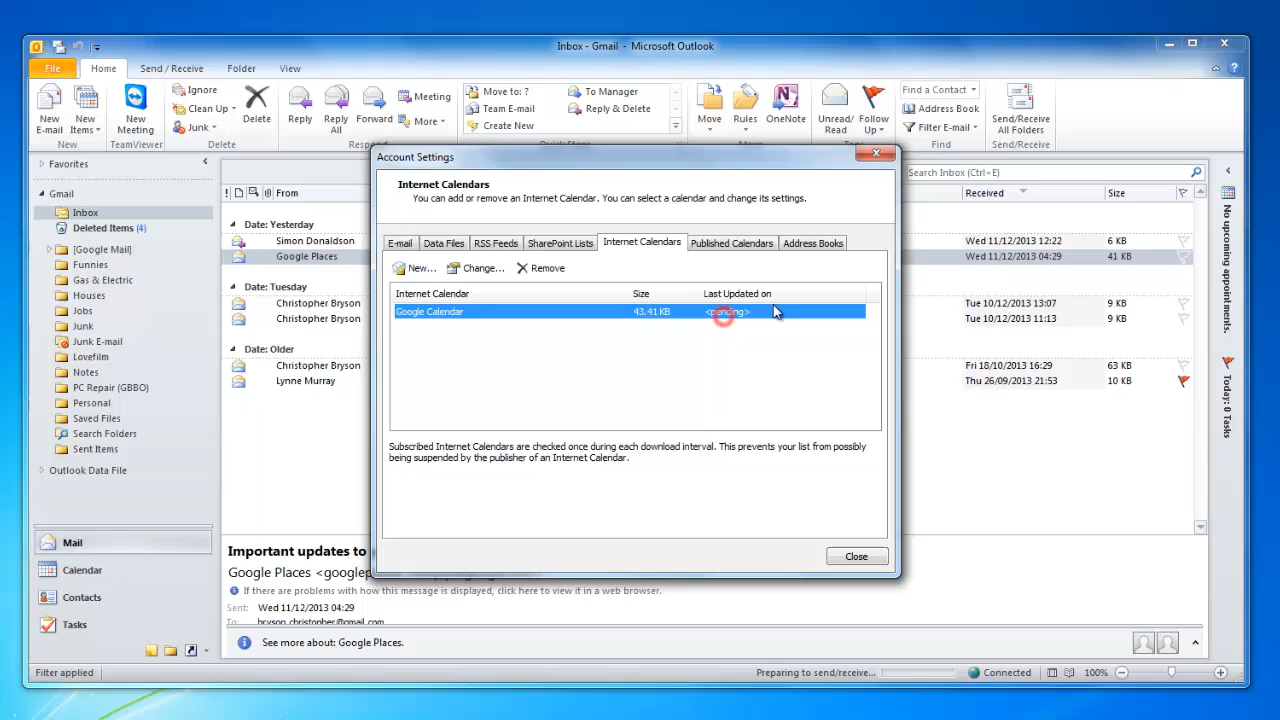 Inbox - Gmail - Microsoft Outlook
File Home Send / Receive Folder View
New E-mail
New Items
New Meeting
Ignore
Clean Up
Junk
Delete
Reply
Reply All
Forward
Meeting
More
Move to: ?
Team E-mail
Create New
To Manager
Reply & Delete
Move
Rules
OneNote
Unread/ Read
Follow Up
Find a Contact
Address Book
Filter E-mail
Send/Receive All Folders
New TeamViewer Delete Find Send/Receive
Favorites
Gmail
Inbox
Deleted Items (4)
[Google Mail]
Funnies
Gas & Electric
Houses
Jobs
Junk
Junk E-mail
Lovefilm
Notes
PC Repair (GBBO)
Personal
Saved Files
Search Folders
Sent Items
Outlook Data File
Mail
Calendar
Contacts
Tasks
Search Inbox (Ctrl+E)
From Received Size
Date: Yesterday
Simon Donaldson Wed 11/12/2013 12:22 6 KB
Google Places Wed 11/12/2013 04:29 41 KB
Date: Tuesday
Christopher Bryson Tue 10/12/2013 13:07 9 KB
Christopher Bryson Tue 10/12/2013 11:13 9 KB
Date: Older
Christopher Bryson Fri 18/10/2013 16:29 63 KB
Lynne Murray Thu 26/09/2013 21:53 10 KB
Account Settings
Internet Calendars
You can add or remove an Internet Calendar. You can select a calendar and change its settings.
E-mail Data Files RSS Feeds SharePoint Lists Internet Calendars Published Calendars Address Books
New... Change... Remove
Internet Calendar Size Last Updated on
Google Calendar 43.41 KB <pending>
Subscribed Internet Calendars are checked once during each download interval. This prevents your list from possibly
being suspended by the publisher of an Internet Calendar.
Close
Important updates to
Google Places
If there are problems with how this message is displayed, click here to view it in a web browser.
Sent: Wed 11/12/2013 04:29
To: bryson.christopher@gmail.com
See more about: Google Places.
No upcoming appointments.
Today: 0 Tasks
Filter applied
Preparing to send/receive...
Connected
100%